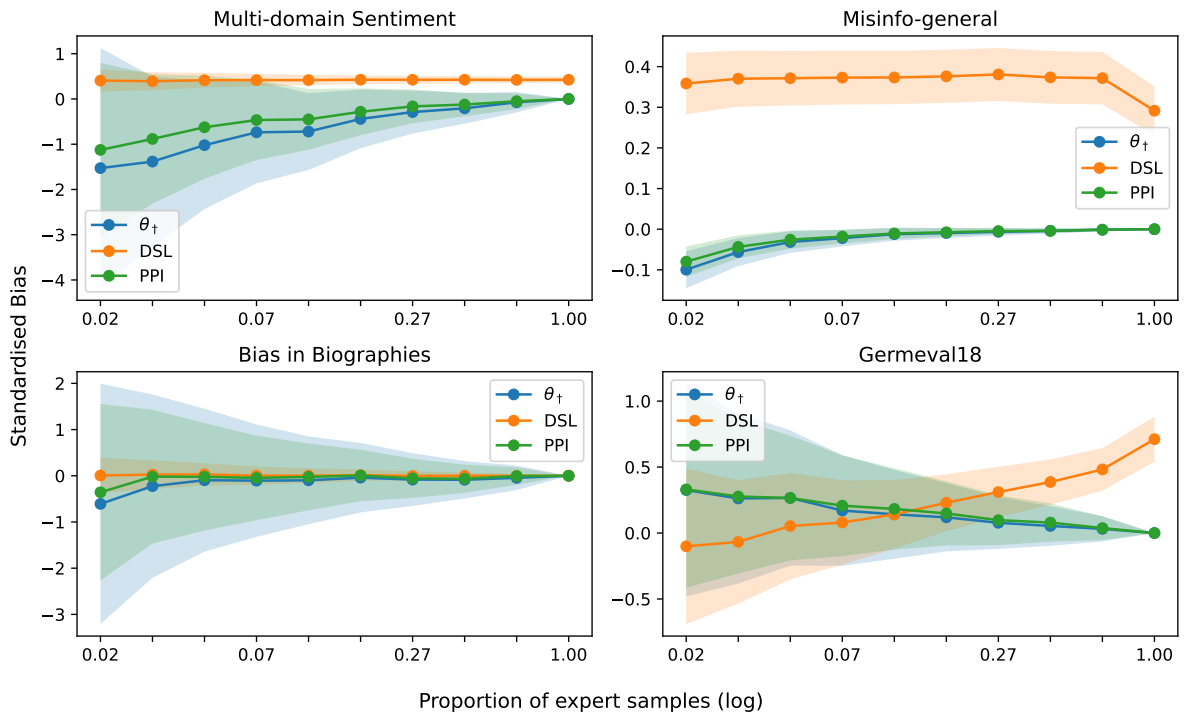 Multi-domain Sentiment
1
0
−1
−2
−3
−4
θ†
DSL
PPI
0.02
0.07
0.27
1.00
Misinfo-general
0.4
0.3
0.2
0.1
0.0
−0.1
θ†
DSL
PPI
0.02
0.07
0.27
1.00
Standardised Bias
Bias in Biographies
2
1
0
−1
−2
−3
θ†
DSL
PPI
0.02
0.07
0.27
1.00
Germeval18
1.0
0.5
0.0
−0.5
θ†
DSL
PPI
0.02
0.07
0.27
1.00
Proportion of expert samples (log)